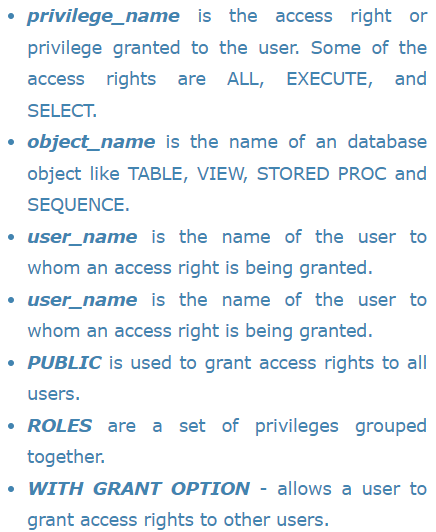 • privilege_name is the access right or
privilege granted to the user. Some of the
access rights are ALL, EXECUTE, and
SELECT.
• object_name is the name of an database
object like TABLE, VIEW, STORED PROC and
SEQUENCE.
• user_name is the name of the user to
whom an access right is being granted.
• user_name is the name of the user to
whom an access right is being granted.
• PUBLIC is used to grant access rights to all
users.
• ROLES are a set of privileges grouped
together.
• WITH GRANT OPTION - allows a user to
grant access rights to other users.